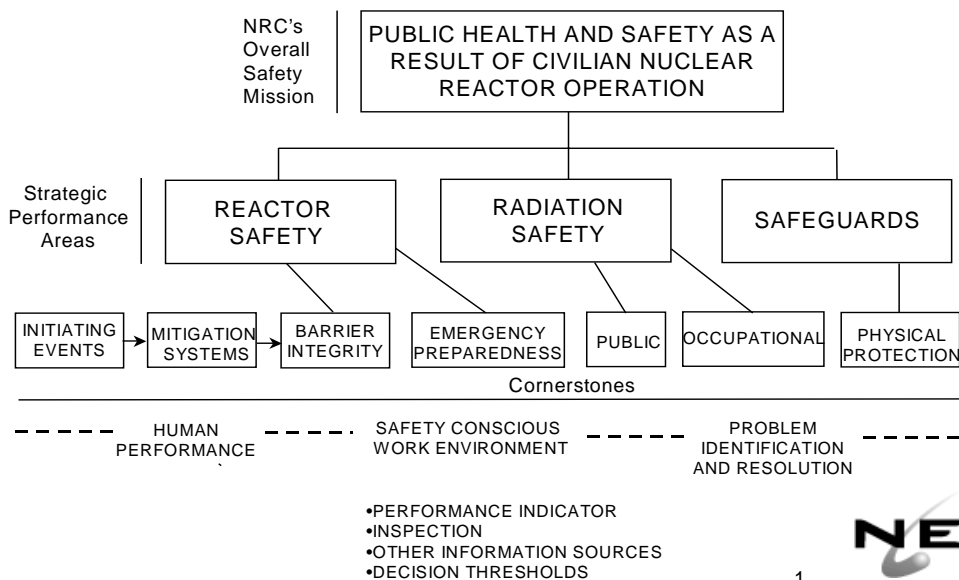 NRC's
Overall
Safety
Mission
PUBLIC HEALTH AND SAFETY AS A
RESULT OF CIVILIAN NUCLEAR
REACTOR OPERATION
Strategic
Performance
Areas
REACTOR
SAFETY
RADIATION
SAFETY
SAFEGUARDS
INITIATING
EVENTS
MITIGATION
SYSTEMS
BARRIER
INTEGRITY
EMERGENCY
PREPAREDNESS
PUBLIC
OCCUPATIONAL
PHYSICAL
PROTECTION
Cornerstones
HUMAN
PERFORMANCE
SAFETY CONSCIOUS
WORK ENVIRONMENT
PROBLEM
IDENTIFICATION
AND RESOLUTION
•PERFORMANCE INDICATOR
•INSPECTION
•OTHER INFORMATION SOURCES
•DECISION THRESHOLDS
NE
1